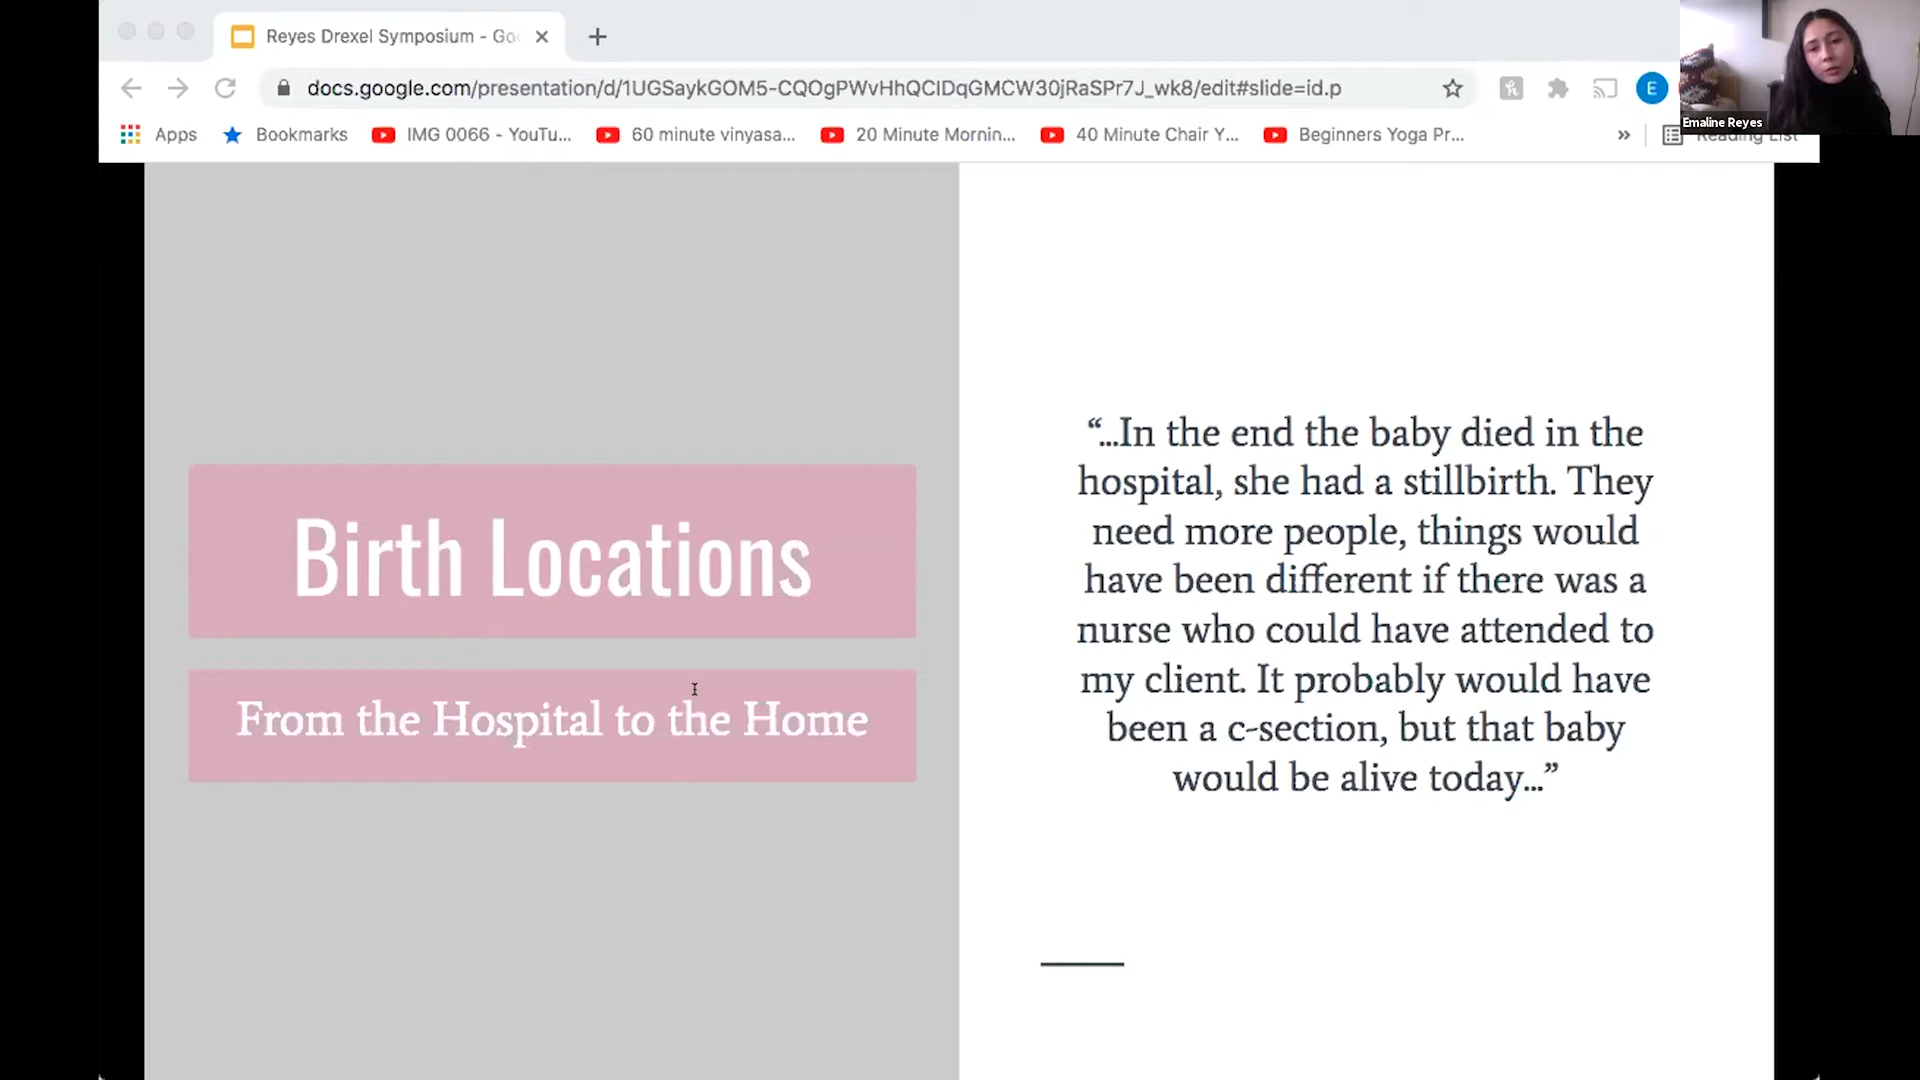 Reyes Drexel Symposium - Goo
docs.google.com/presentation/d/1UGSaykGOM5-CQOgPWvHhQCIDqGMCW30jRaSPr7J_wk8/edit#slide=id.p
E
Emaline Reyes
Apps
Bookmarks
IMG 0066 - YouTu...
60 minute vinyasa...
20 Minute Mornin...
40 Minute Chair Y...
Beginners Yoga Pr...
»
Reading List
Birth Locations
From the Hospital to the Home
“...In the end the baby died in the
hospital, she had a stillbirth. They
need more people, things would
have been different if there was a
nurse who could have attended to
my client. It probably would have
been a c-section, but that baby
would be alive today...”